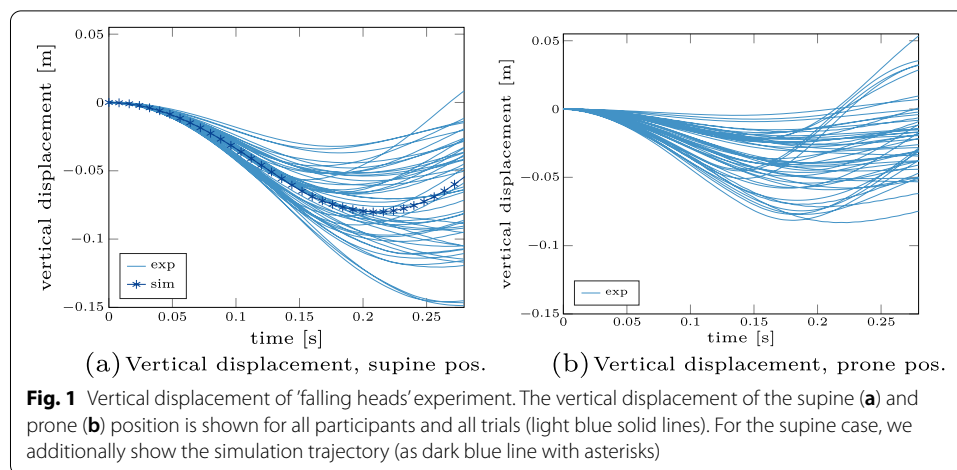 0.05
0
−0.05
−0.1
−0.15
vertical displacement [m]
exp
sim
0 0.05 0.1 0.15 0.2 0.25
time [s]
(a) Vertical displacement, supine pos.
0.05
0
−0.05
−0.1
−0.15
vertical displacement [m]
exp
0 0.05 0.1 0.15 0.2 0.25
time [s]
(b) Vertical displacement, prone pos.
Fig. 1 Vertical displacement of ‘falling heads’ experiment. The vertical displacement of the supine (a) and
prone (b) position is shown for all participants and all trials (light blue solid lines). For the supine case, we
additionally show the simulation trajectory (as dark blue line with asterisks)